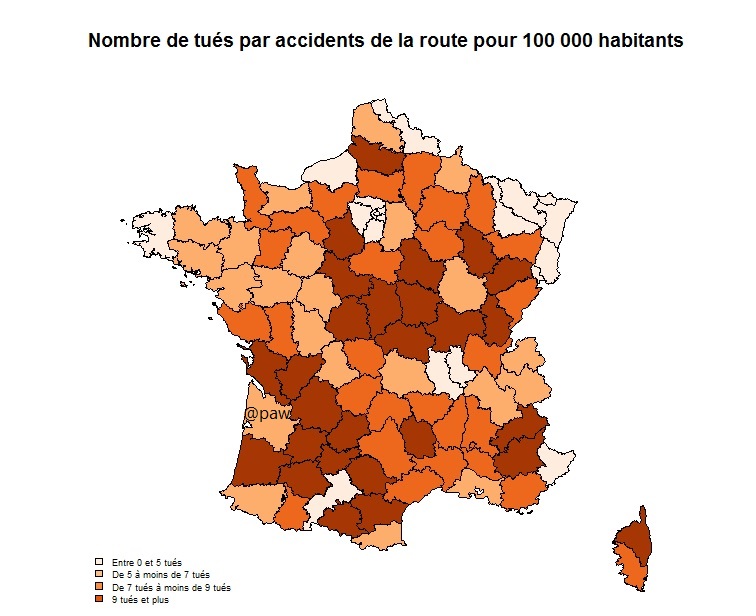 Nombre de tués par accidents de la route pour 100 000 habitants
@paw
Entre 0 et 5 tués
De 5 à moins de 7 tués
De 7 tués à moins de 9 tués
9 tués et plus